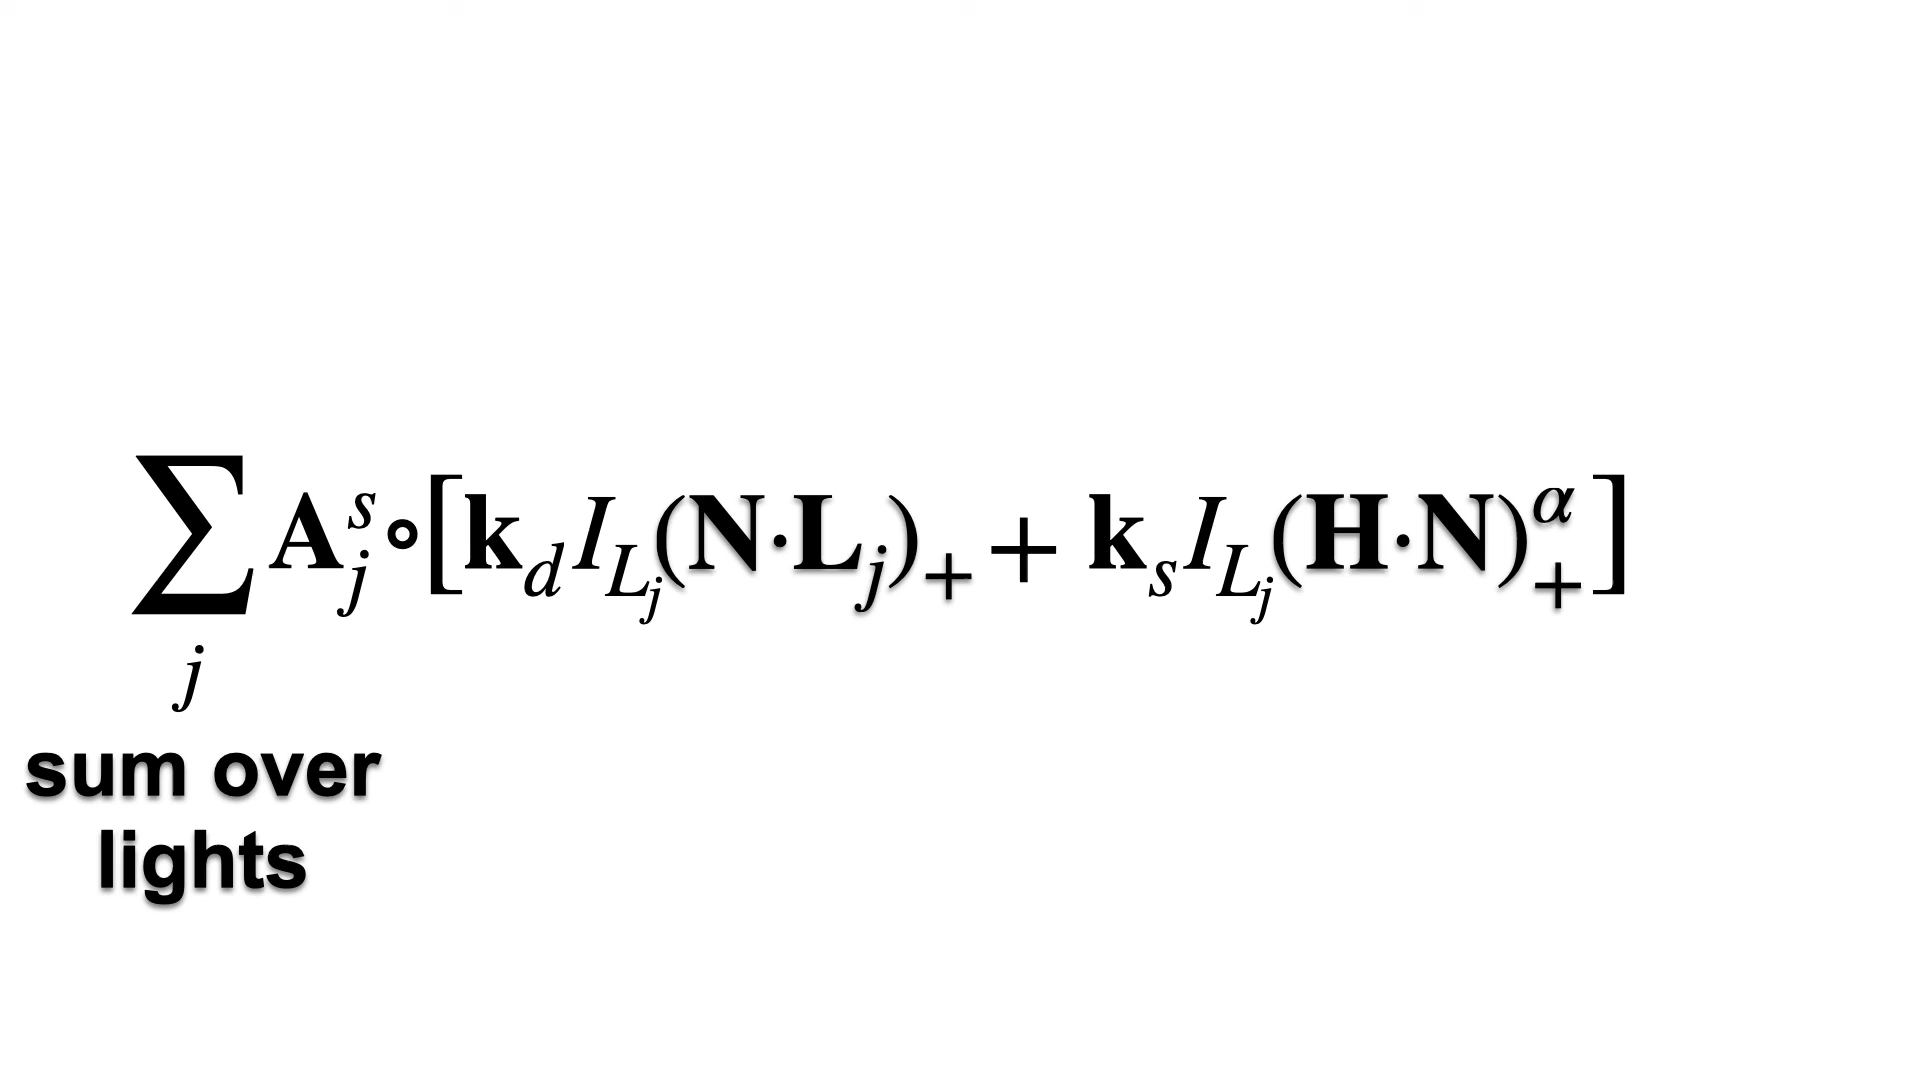 ∑_j A_j^s ∘ [k_d I_{L_j} (N·L_j)_+ + k_s I_{L_j} (H·N)_+^α]
sum over
lights